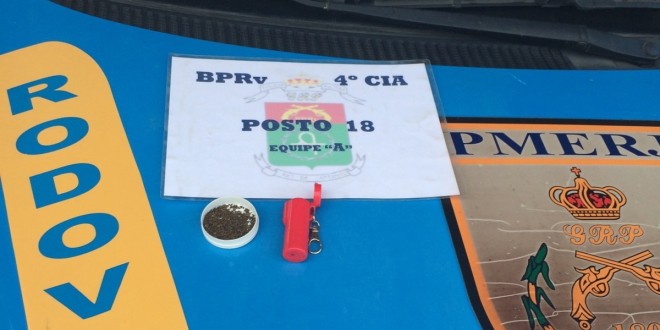 RODOV
BPRv 4º CIA
POSTO 18
EQUIPE "A"
PMERJ
GRP